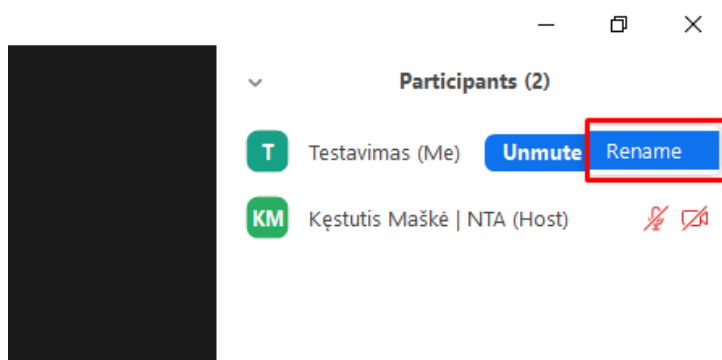 Participants (2)
T Testavimas (Me) Unmute Rename
KM Kęstutis Maškė | NTA (Host)